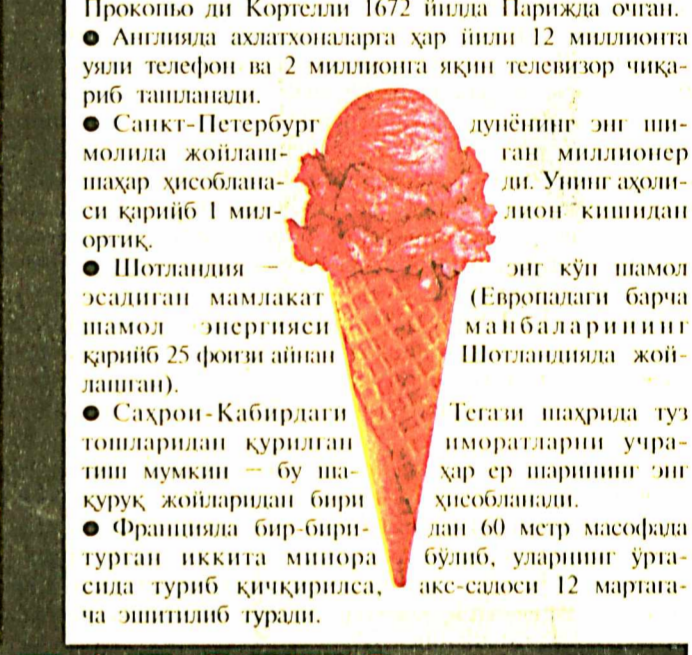 Прокопьо ди Кортелли 1672 йилда Парижда очган.
● Англияда ахлатхоналарга ҳар йили 12 миллионта
уяли телефон ва 2 миллионга яқин телевизор чиқа-
риб ташланади.
● Санкт-Петербург дунёнинг энг ши-
молида жойлаш- ган миллионер
шаҳар ҳисоблана- ди. Унинг аҳоли-
си қарийб 1 мил- лион кишидан
ортиқ.
● Шотландия – энг кўп шамол
эсадиган мамлакат (Европадаги барча
шамол энергияси манбаларининг
қарийб 25 фоизи айнан Шотландияда жой-
лашган).
● Саҳрои-Кабирдаги Тегази шаҳрида туз
тошларидан қурилган иморатларни учра-
тиш мумкин – бу ша- ҳар ер шарининг энг
қуруқ жойларидан бири ҳисобланади.
● Францияда бир-бири- дан 60 метр масофада
турган иккита минора бўлиб, уларнинг ўрта-
сида туриб қичқирилса, акс-садоси 12 мартага-
ча эшитилиб туради.